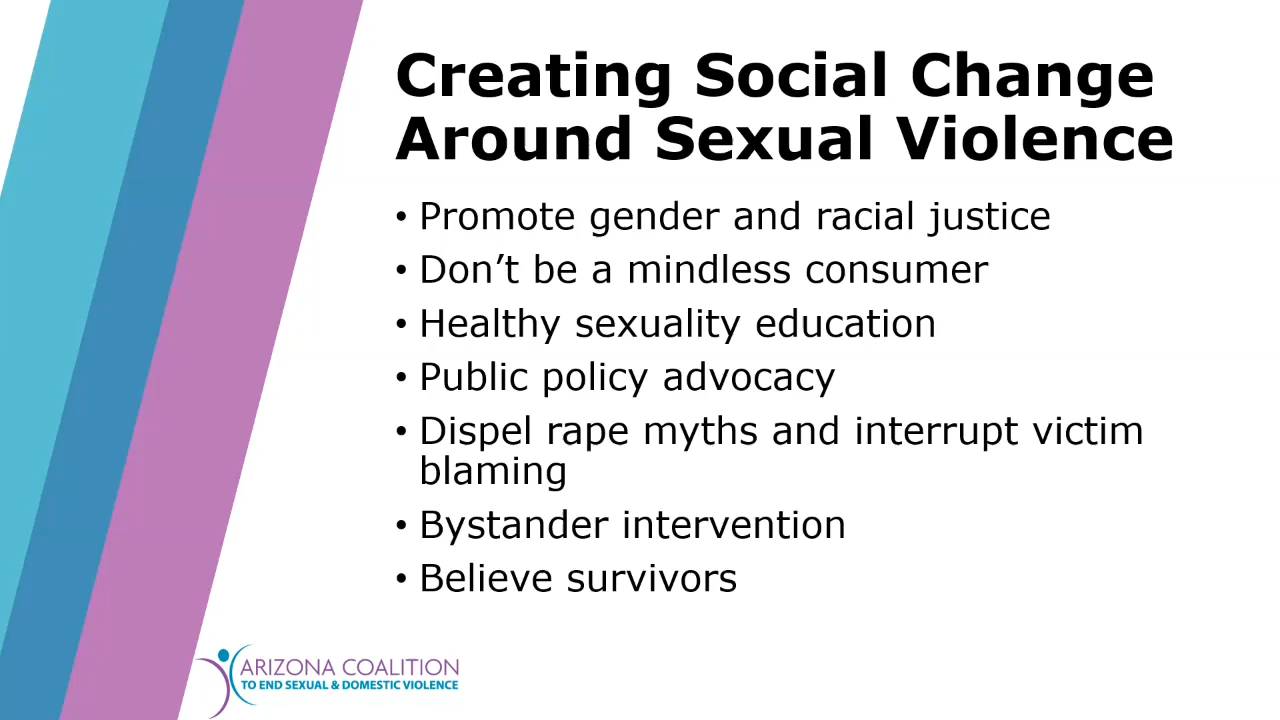 Creating Social Change
Around Sexual Violence
• Promote gender and racial justice
• Don’t be a mindless consumer
• Healthy sexuality education
• Public policy advocacy
• Dispel rape myths and interrupt victim
blaming
• Bystander intervention
• Believe survivors
ARIZONA COALITION
TO END SEXUAL & DOMESTIC VIOLENCE